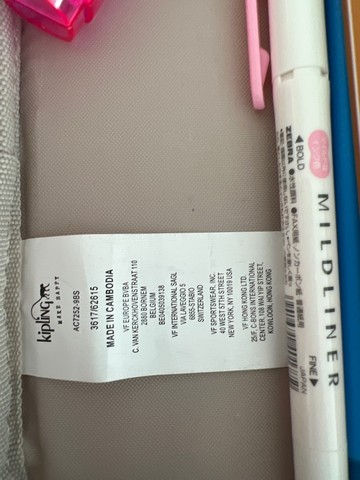 kipling
MAKE HAPPY
AC7252-9BS
3617/62615
MADE IN CAMBODIA
VF EUROPE BVBA
C. VAN KERCKHOVENSTRAAT 110
2880 BORNEM
BELGIUM
BE0405039138
VF INTERNATIONAL SAGL
VIA LAVEGGIO 5
6855-STABIO
SWITZERLAND
VF SPORTSWEAR, INC.
40 WEST 57TH STREET
NEW YORK, NY 10019 USA
VF HONG KONG LTD.
25/F, C-BONS INTERNATIONAL
CENTER, 108 WAI YIP STREET,
KOWLOON, HONG KONG
◀BOLD
MILDLINER
FINE▶
ZEBRA
JAPAN